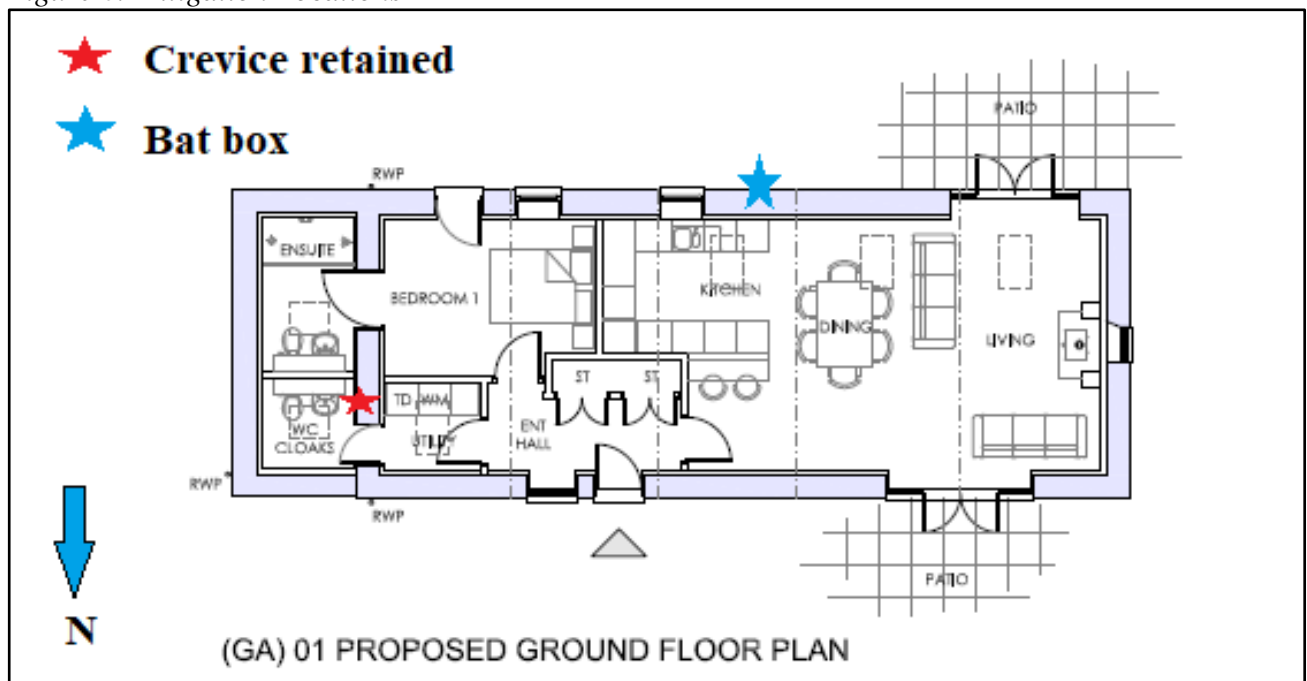 Crevice retained
Bat box
PATIO
RWP
ENSUITE
BEDROOM 1
KITCHEN
DINING
LIVING
ST
ST
TD
WM
WC
CLOAKS
UTILITY
ENT
HALL
RWP
RWP
PATIO
N
(GA) 01 PROPOSED GROUND FLOOR PLAN